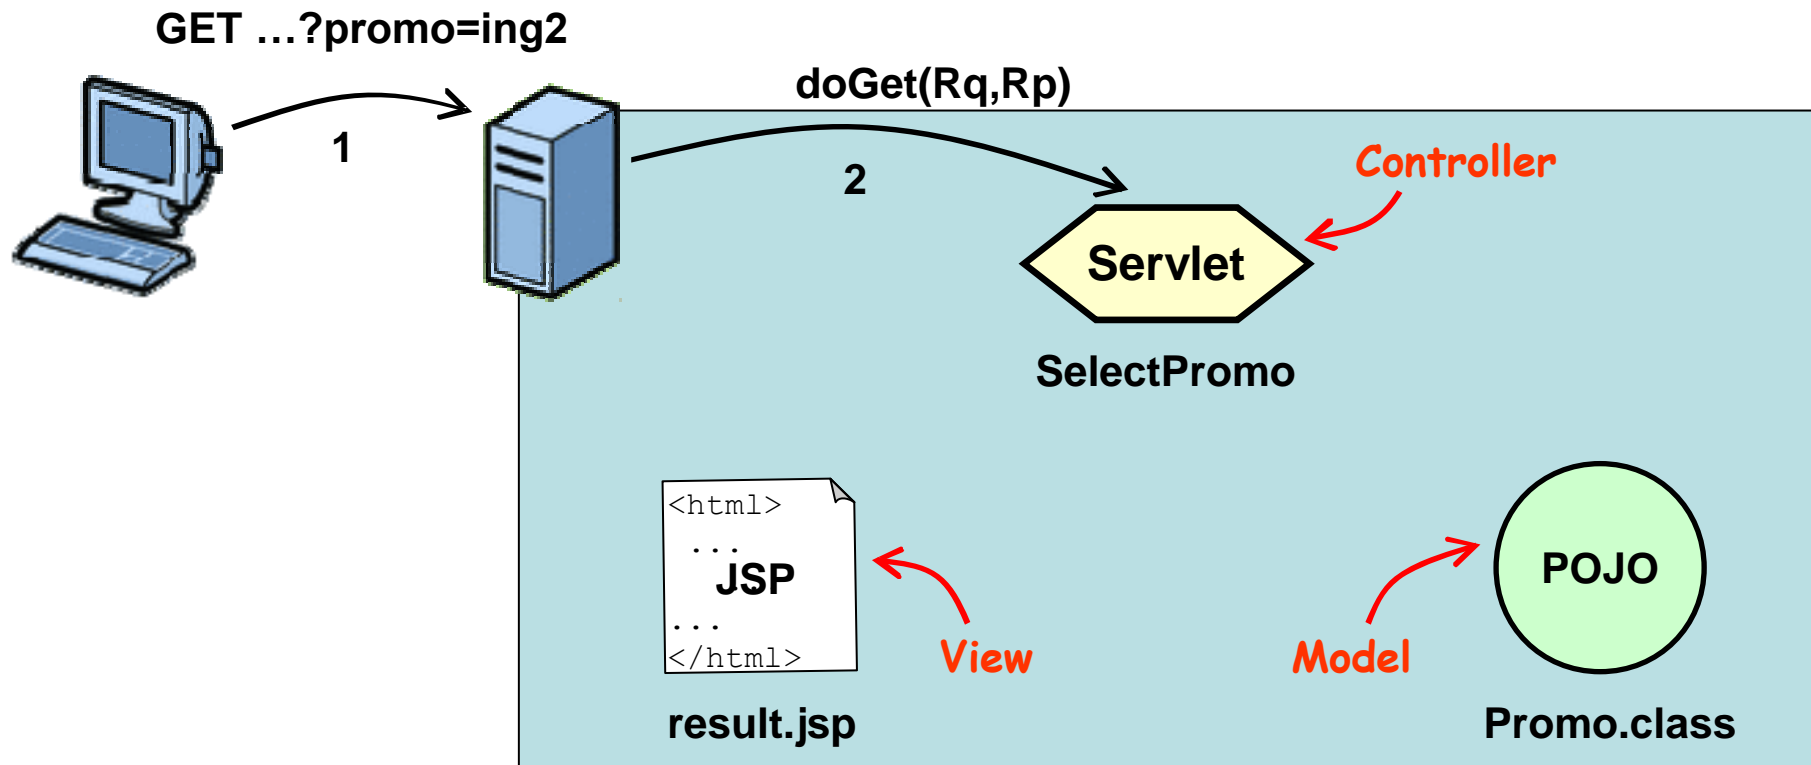 GET …?promo=ing2
doGet(Rq,Rp)
1
2
Controller
Servlet
SelectPromo
<html>
...
JSP
...
</html>
View
Model
POJO
result.jsp
Promo.class